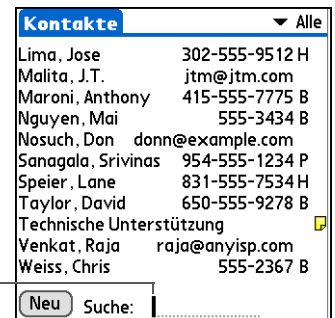 Kontakte Alle
Lima, Jose 302-555-9512 H
Malita, J.T. jtm@jtm.com
Maroni, Anthony 415-555-7775 B
Nguyen, Mai 555-3434 B
Nosuch, Don donn@example.com
Sanagala, Srivinas 954-555-1234 P
Speier, Lane 831-555-7534 H
Taylor, David 650-555-9278 B
Technische Unterstützung
Venkat, Raja raja@anyisp.com
Weiss, Chris 555-2367 B
Neu Suche: